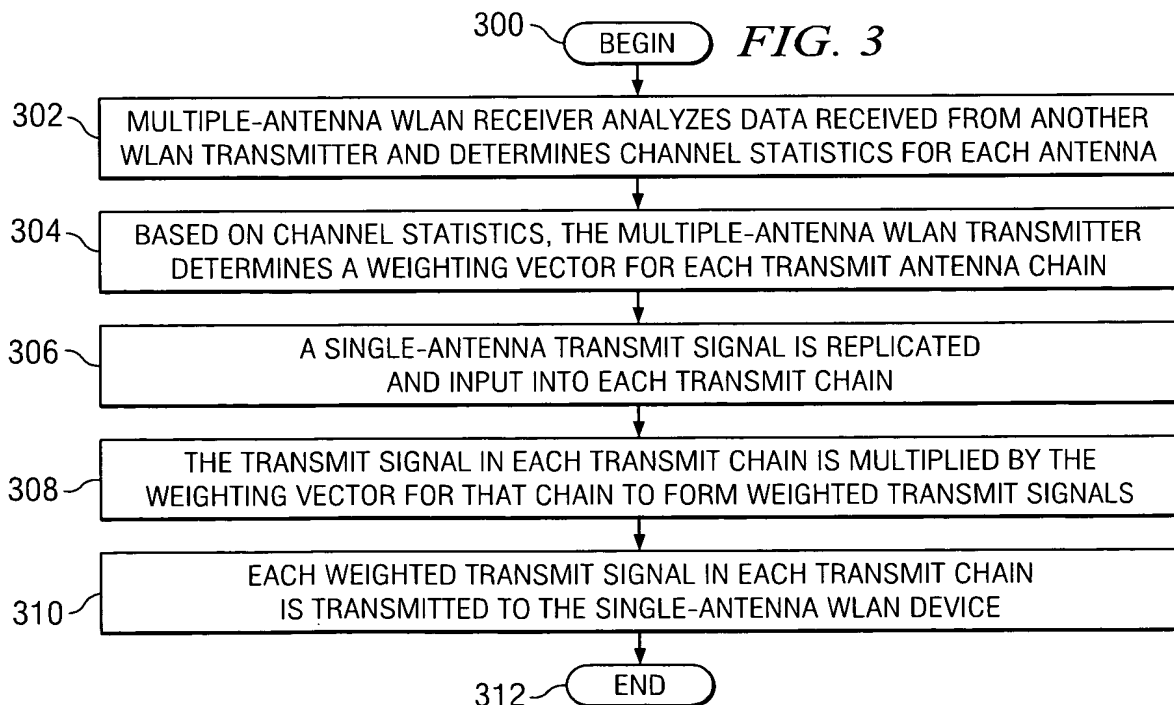 300
BEGIN
FIG. 3
302
MULTIPLE-ANTENNA WLAN RECEIVER ANALYZES DATA RECEIVED FROM ANOTHER
WLAN TRANSMITTER AND DETERMINES CHANNEL STATISTICS FOR EACH ANTENNA
304
BASED ON CHANNEL STATISTICS, THE MULTIPLE-ANTENNA WLAN TRANSMITTER
DETERMINES A WEIGHTING VECTOR FOR EACH TRANSMIT ANTENNA CHAIN
306
A SINGLE-ANTENNA TRANSMIT SIGNAL IS REPLICATED
AND INPUT INTO EACH TRANSMIT CHAIN
308
THE TRANSMIT SIGNAL IN EACH TRANSMIT CHAIN IS MULTIPLIED BY THE
WEIGHTING VECTOR FOR THAT CHAIN TO FORM WEIGHTED TRANSMIT SIGNALS
310
EACH WEIGHTED TRANSMIT SIGNAL IN EACH TRANSMIT CHAIN
IS TRANSMITTED TO THE SINGLE-ANTENNA WLAN DEVICE
312
END